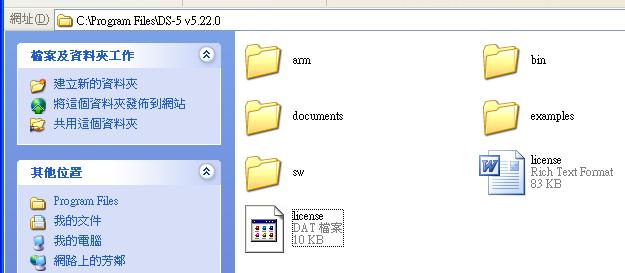 網址(D)
C:\Program Files\DS-5 v5.22.0
檔案及資料夾工作
建立新的資料夾
將這個資料夾發佈到網站
共用這個資料夾
其他位置
Program Files
我的文件
我的電腦
網路上的芳鄰
arm
bin
documents
examples
sw
license
Rich Text Format
83 KB
license
DAT 檔案
10 KB